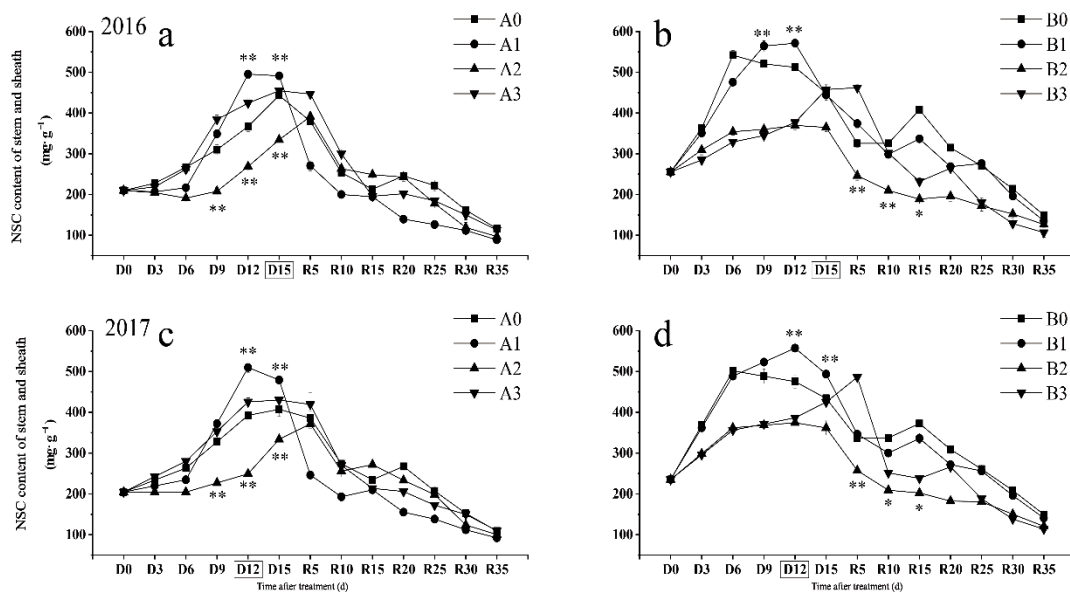 2016
a
A0
A1
A2
A3
** **
**
**
**
NSC content of stem and sheath
(mg· g⁻¹)
600
500
400
300
200
100
D0 D3 D6 D9 D12 D15 R5 R10 R15 R20 R25 R30 R35
b
B0
B1
B2
B3
** **
** ** *
600
500
400
300
200
100
D0 D3 D6 D9 D12 D15 R5 R10 R15 R20 R25 R30 R35
2017
c
A0
A1
A2
A3
** **
**
** **
NSC content of stem and sheath
(mg· g⁻¹)
600
500
400
300
200
100
D0 D3 D6 D9 D12 D15 R5 R10 R15 R20 R25 R30 R35
Time after treatment (d)
d
B0
B1
B2
B3
**
**
** * *
600
500
400
300
200
100
D0 D3 D6 D9 D12 D15 R5 R10 R15 R20 R25 R30 R35
Time after treatment (d)